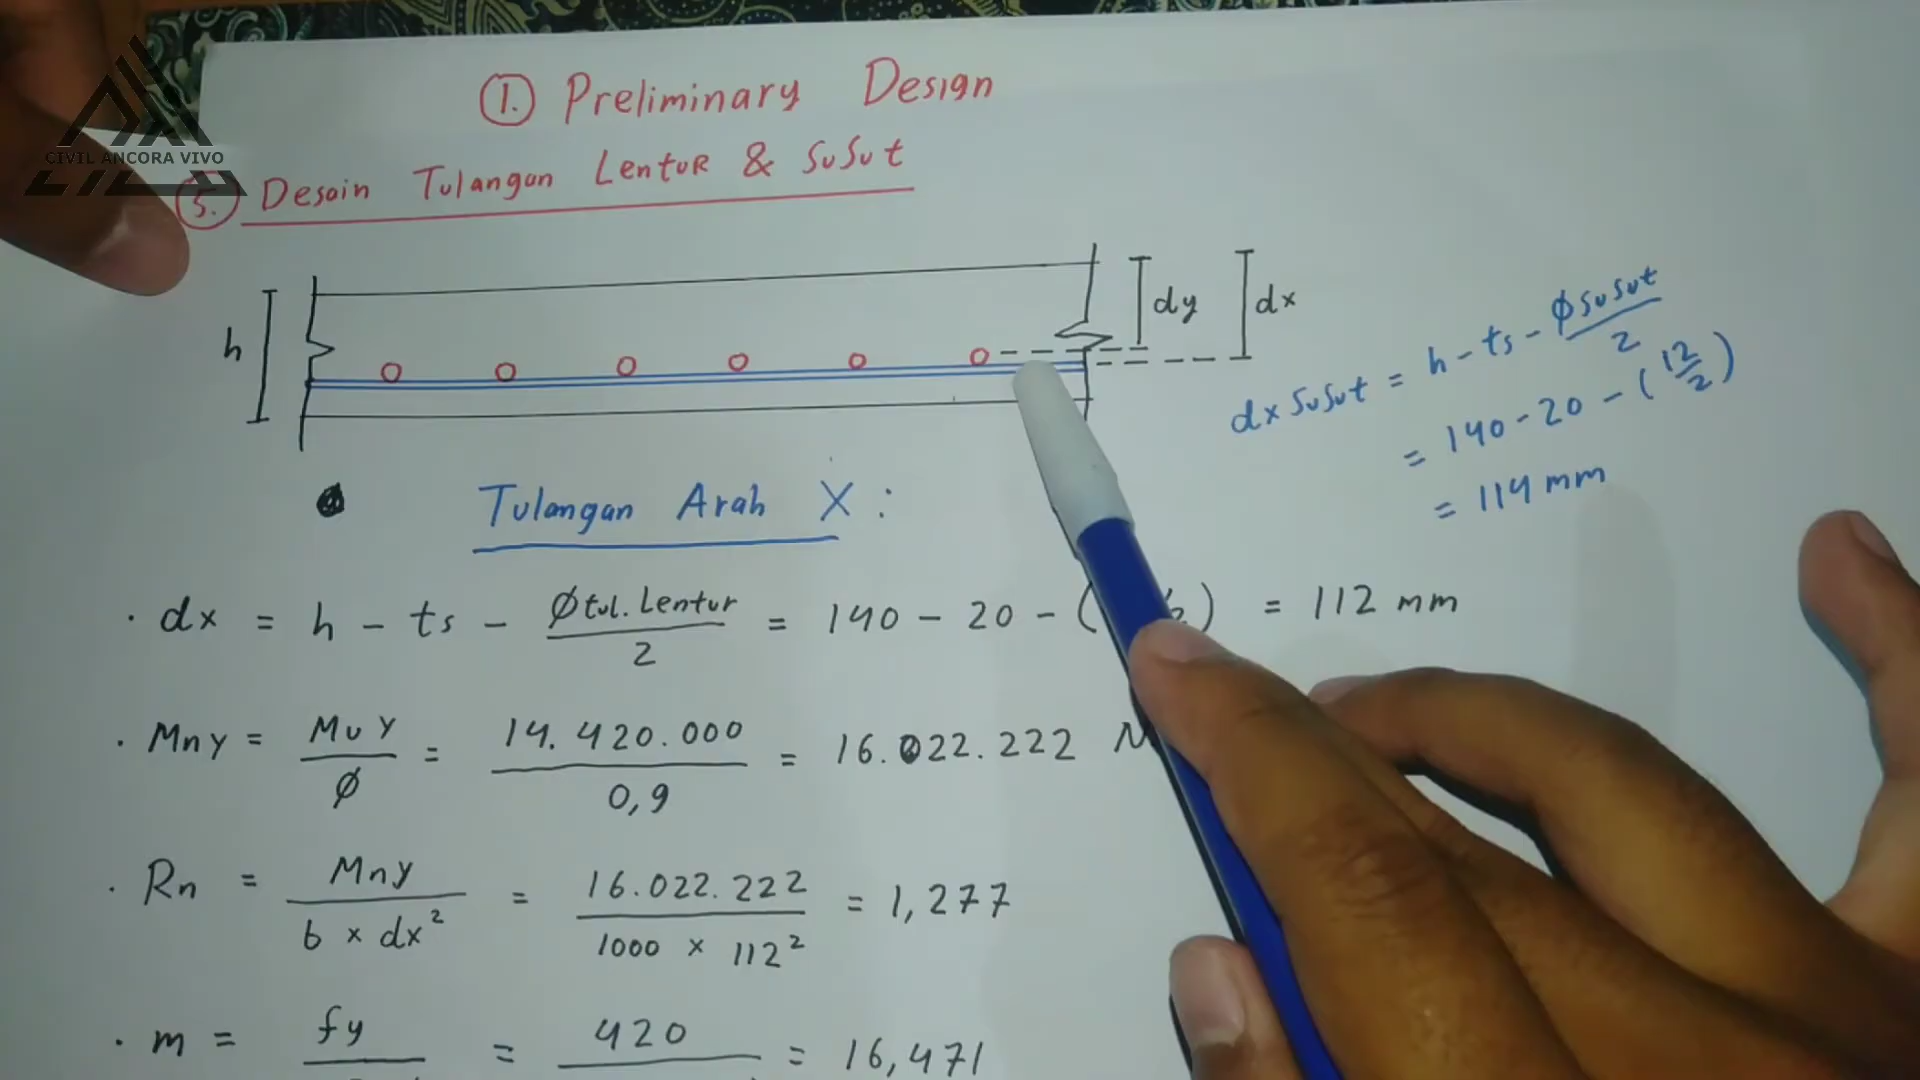 CIVIL ANCORA VIVO
1. Preliminary Design
5. Desain Tulangan Lentur & Susut
h
dy
dx
dx susut = h - ts - Ø susut / 2
= 140 - 20 - (12/2)
= 114 mm
Tulangan Arah X :
· dx = h - ts - Ø tul. Lentur / 2 = 140 - 20 - ( 2 ) = 112 mm
· Mny = Muy / Ø = 14.420.000 / 0,9 = 16.022.222 N
· Rn = Mny / b x dx² = 16.022.222 / 1000 x 112² = 1,277
· m = fy = 420 = 16,471